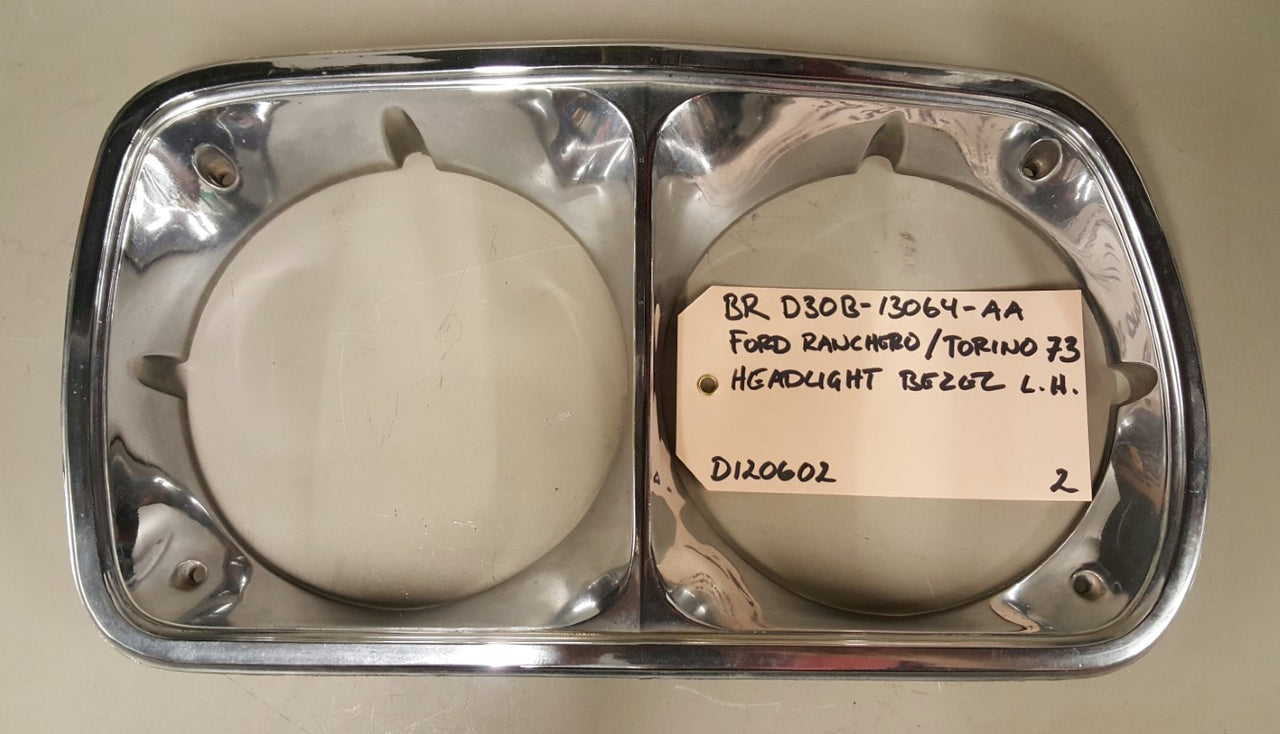 BR D30B-13064-AA
FORD RANCHERO/TORINO 73
HEADLIGHT BEZEL L.H.
D120602 2